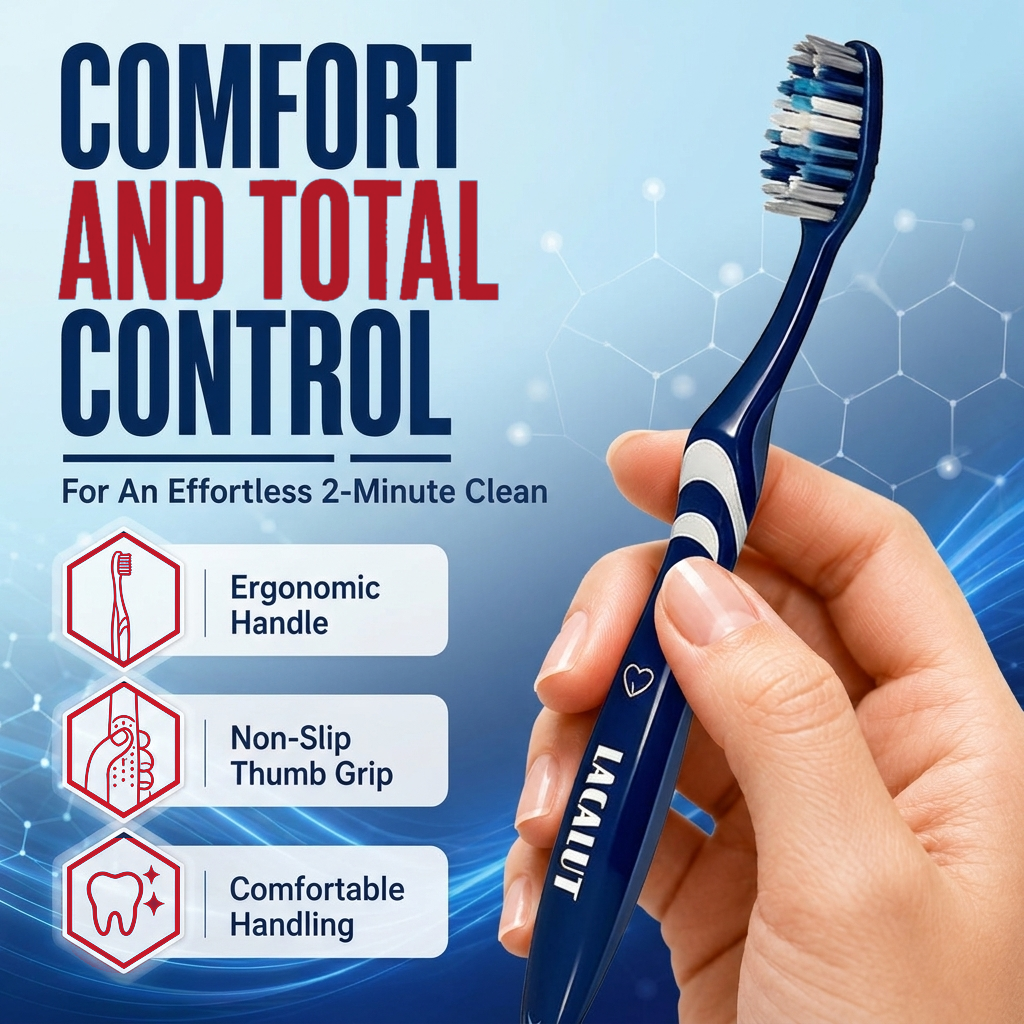 COMFORT
AND TOTAL
CONTROL
For An Effortless 2-Minute Clean
Ergonomic
Handle
Non-Slip
Thumb Grip
Comfortable
Handling
LACALUT